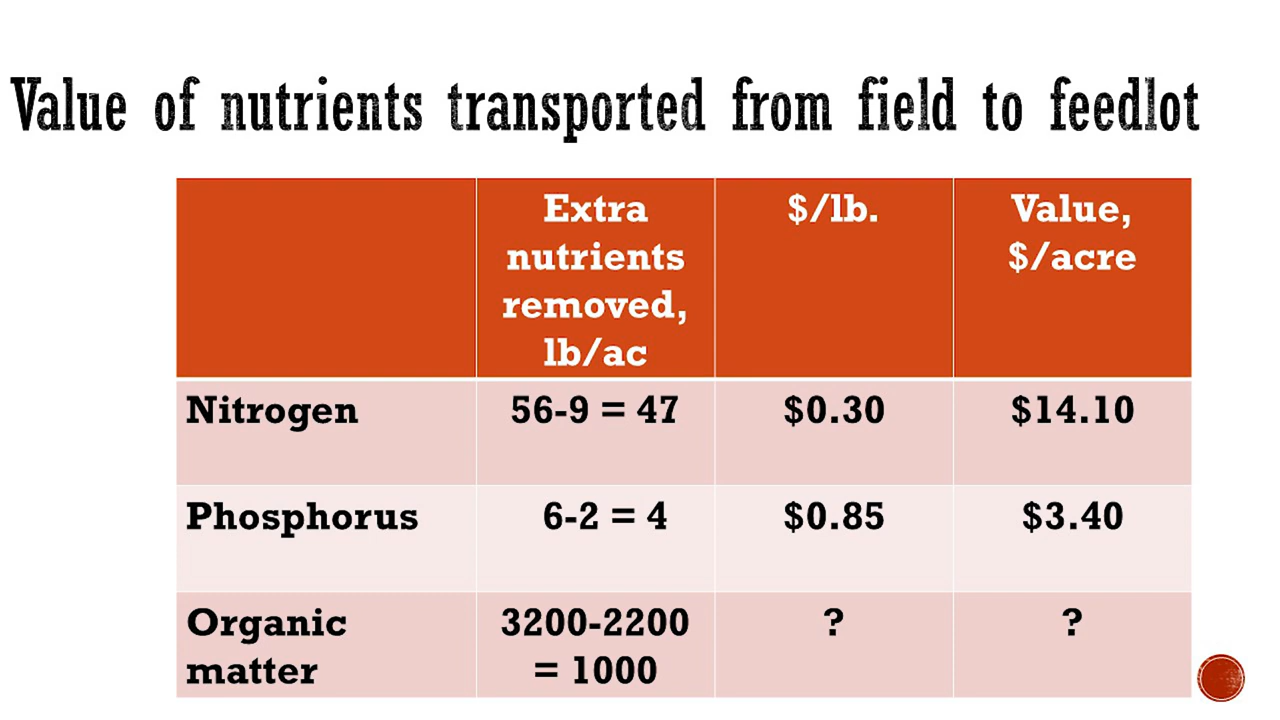 Value of nutrients transported from field to feedlot
Extra
nutrients
removed,
lb/ac
$/lb.
Value,
$/acre
Nitrogen
56-9 = 47
$0.30
$14.10
Phosphorus
6-2 = 4
$0.85
$3.40
Organic
matter
3200-2200
= 1000
?
?